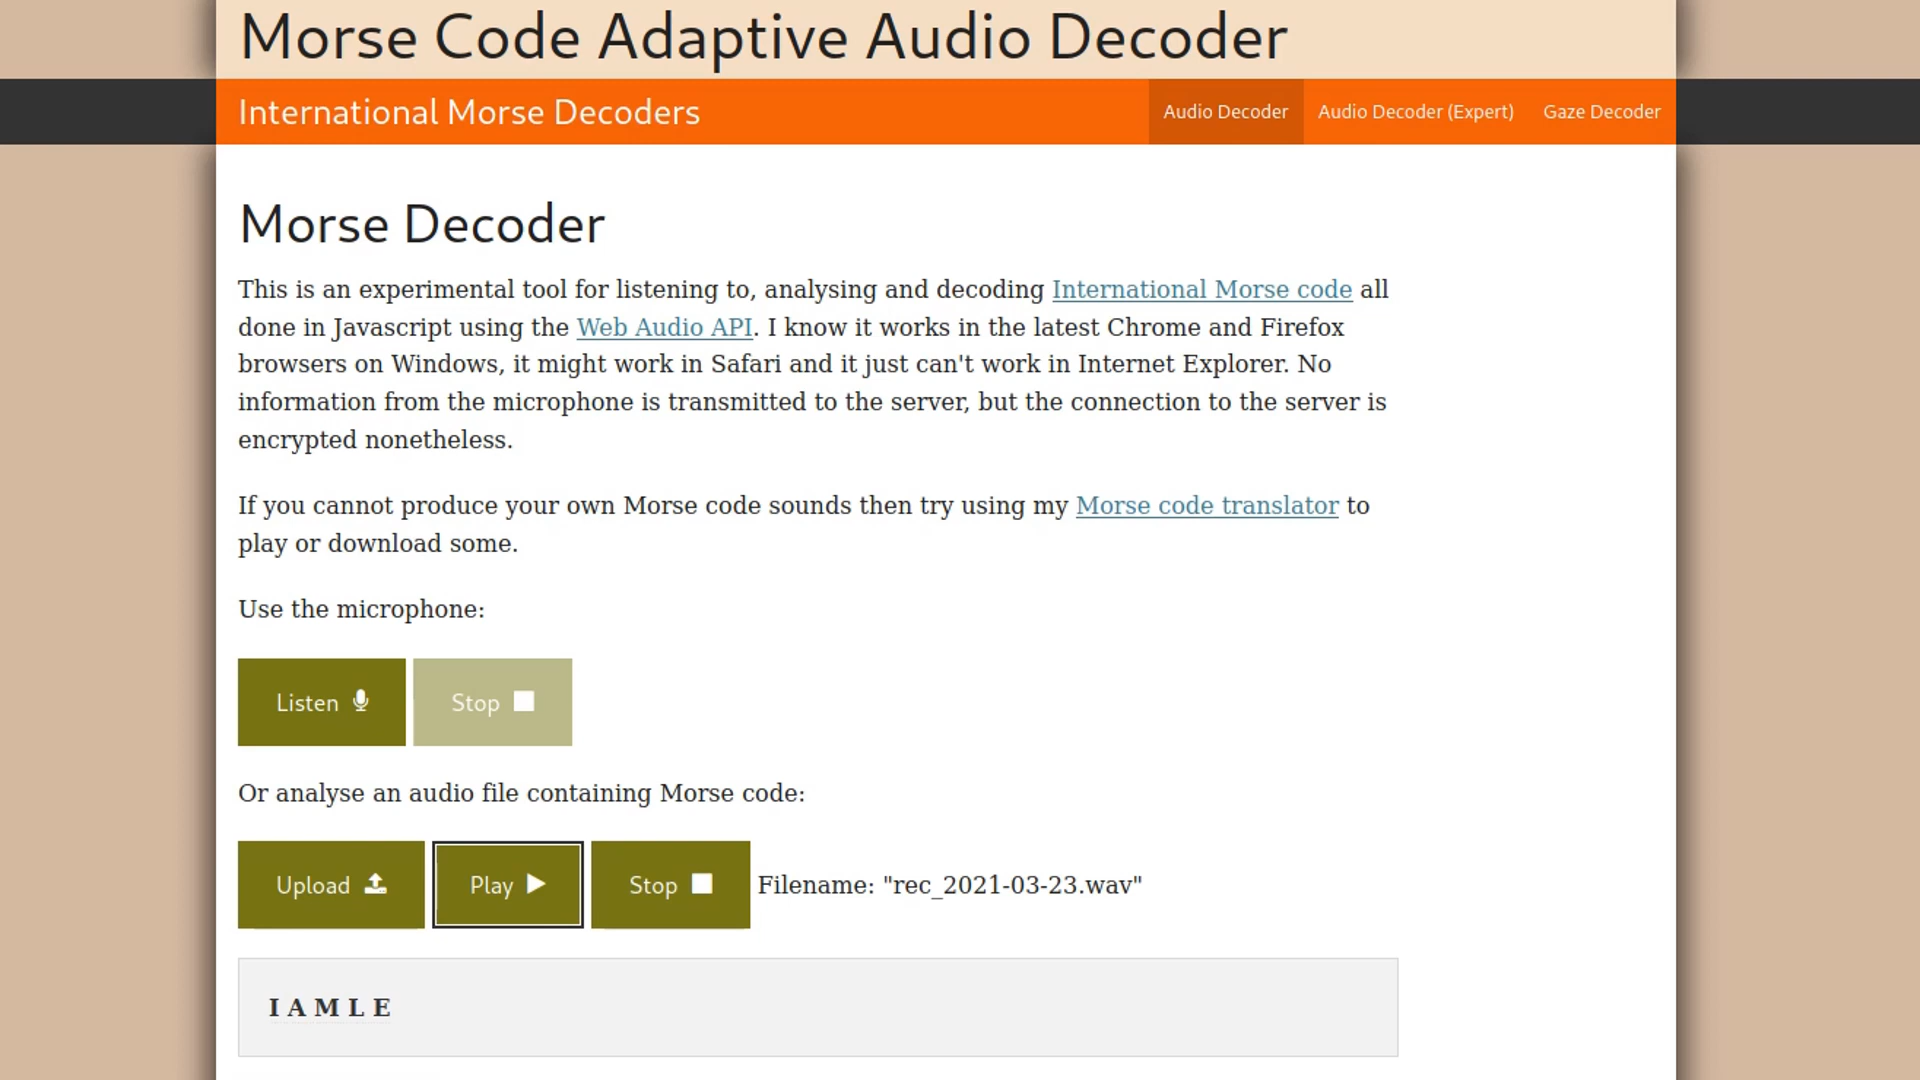 Morse Code Adaptive Audio Decoder
International Morse Decoders
Audio Decoder
Audio Decoder (Expert)
Gaze Decoder
Morse Decoder
This is an experimental tool for listening to, analysing and decoding International Morse code all
done in Javascript using the Web Audio API. I know it works in the latest Chrome and Firefox
browsers on Windows, it might work in Safari and it just can't work in Internet Explorer. No
information from the microphone is transmitted to the server, but the connection to the server is
encrypted nonetheless.
If you cannot produce your own Morse code sounds then try using my Morse code translator to
play or download some.
Use the microphone:
Listen
Stop
Or analyse an audio file containing Morse code:
Upload
Play
Stop
Filename: "rec_2021-03-23.wav"
I A M L E